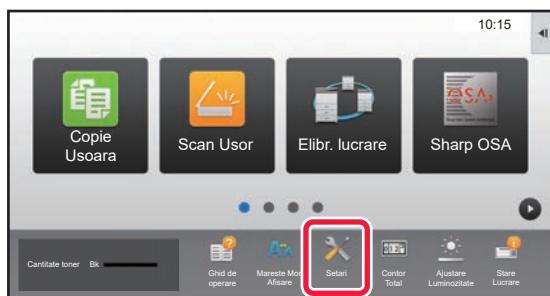 10:15
Copie
Usoara
Scan Usor
Elibr. lucrare
Sharp OSA
Cantitate toner Bk
Ghid de
operare
Mareste Mod
Afisare
Setari
Contor
Total
Ajustare
Luminozitate
Stare
Lucrare